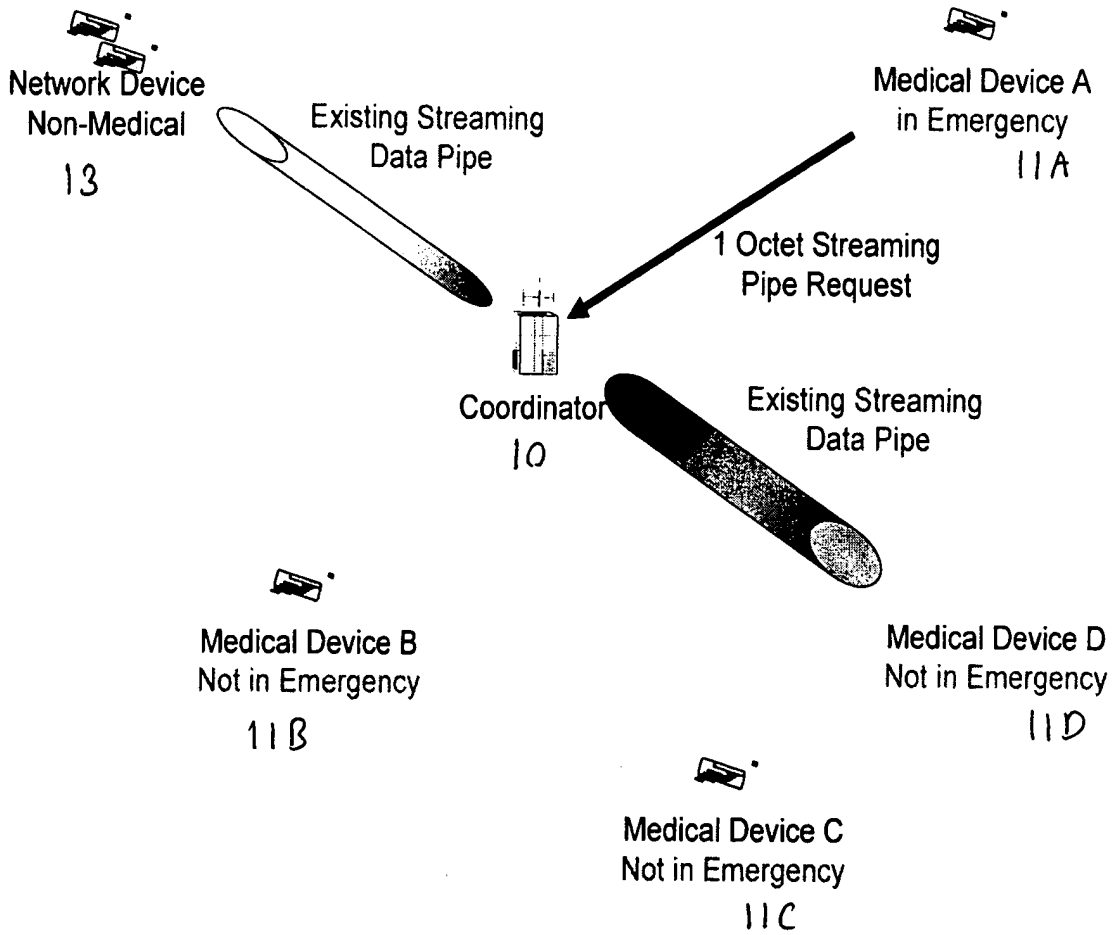 Network Device
Non-Medical
13
Existing Streaming
Data Pipe
Medical Device A
in Emergency
11A
1 Octet Streaming
Pipe Request
Coordinator
10
Existing Streaming
Data Pipe
Medical Device B
Not in Emergency
11B
Medical Device D
Not in Emergency
11D
Medical Device C
Not in Emergency
11C